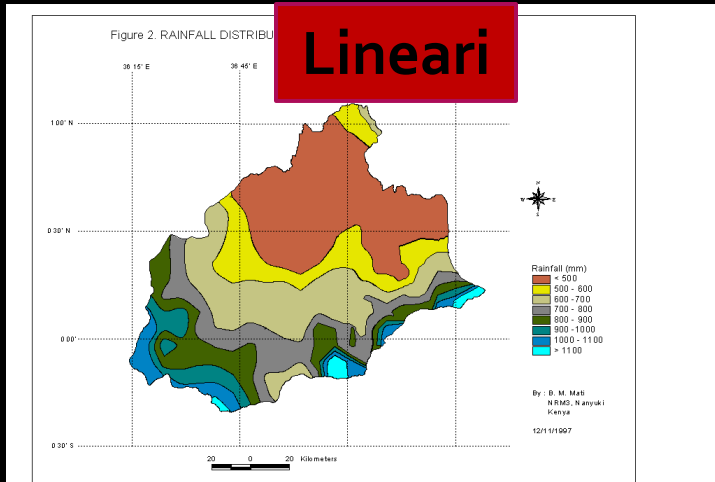 Lineari
Figure 2. RAINFALL DISTRIBU
36 15' E
36 45' E
1 00' N
N
W E
S
0 30' N
Rainfall (mm)
< 500
500 - 600
600 -700
700 - 800
800 - 900
900 -1000
0 00'
1000 - 1100
> 1100
By : B. M. Mati
NRM3, Nanyuki
Kenya
12/11/1997
0 30' S
20 0 20 Kilometers